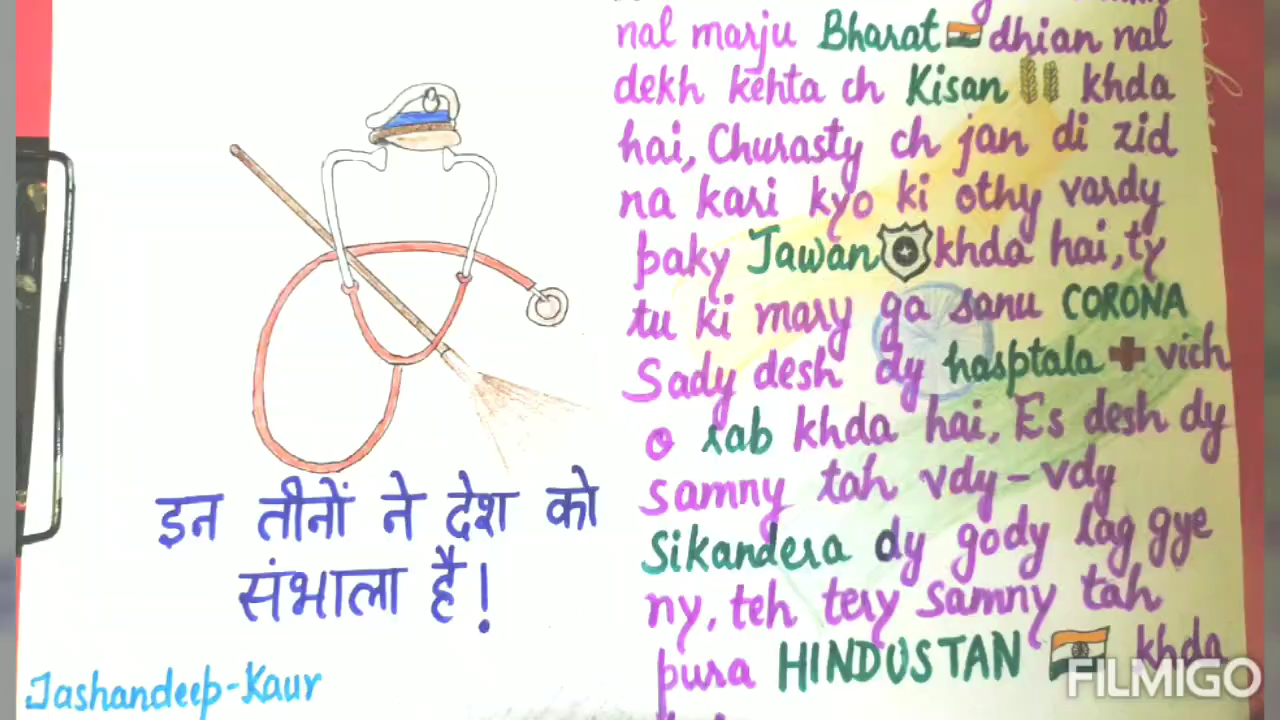 इन तीनों ने देश को
संभाला है!
Jashandeep-Kaur
nal marju Bharat dhian nal
dekh kehta ch Kisan khda
hai, Churasty ch jan di zid
na kari kyo ki othy vardy
paky Jawan khda hai, ty
tu ki mary ga sanu CORONA
Sady desh dy hasptala vich
o rab khda hai, Es desh dy
samny tah vdy-vdy
Sikandera dy gody lag gye
ny, teh tery samny tah
pura HINDUSTAN khda
FILMIGO